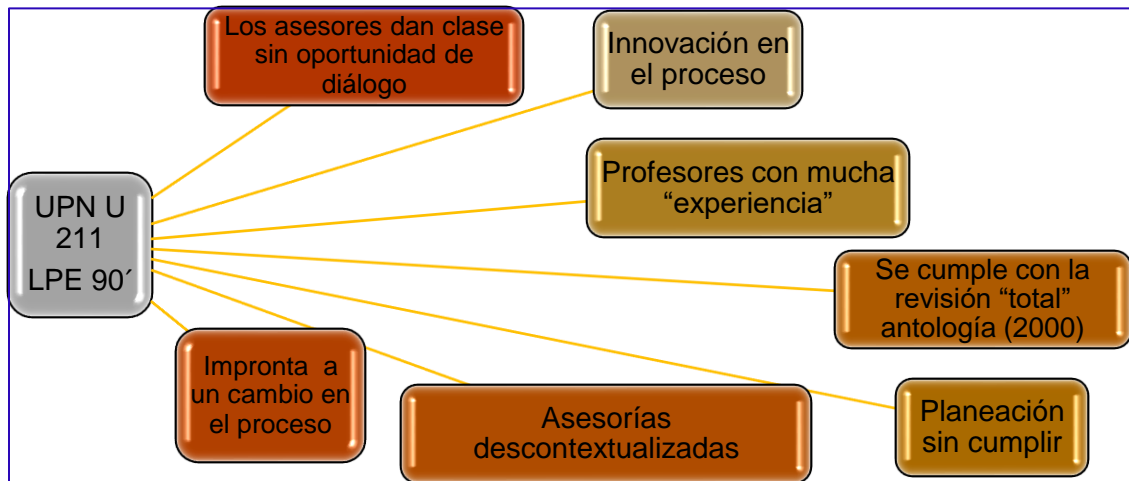 Los asesores dan clase
sin oportunidad de
diálogo
Innovación en
el proceso
Profesores con mucha
“experiencia”
UPN U
211
LPE 90´
Se cumple con la
revisión “total”
antología (2000)
Impronta a
un cambio en
el proceso
Asesorías
descontextualizadas
Planeación
sin cumplir